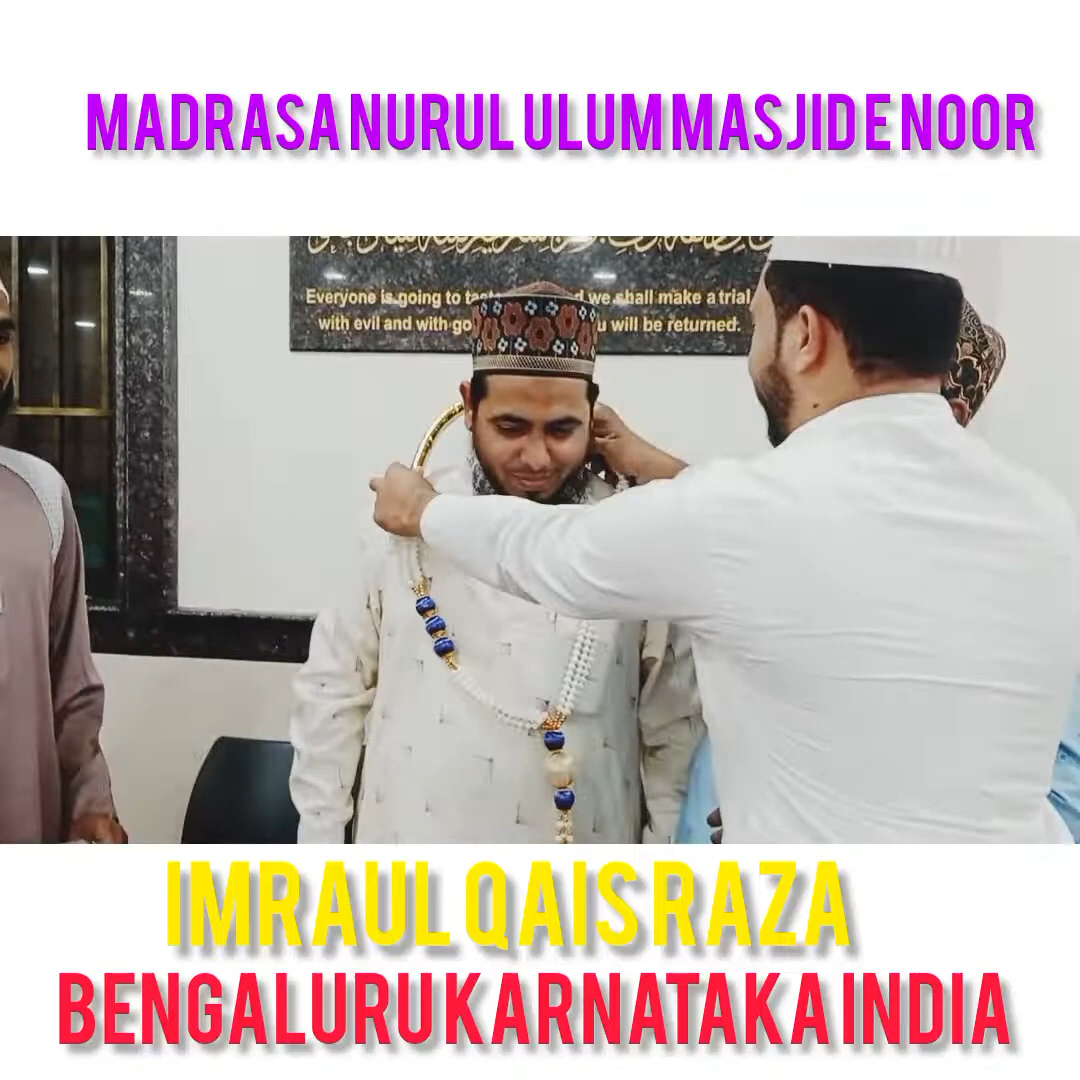 MADRASA NURUL ULUM MASJIDE NOOR
Everyone is going to we shall make a trial
with evil and with will be returned.
IMRAUL QAIS RAZA
BENGALURU KARNATAKA INDIA